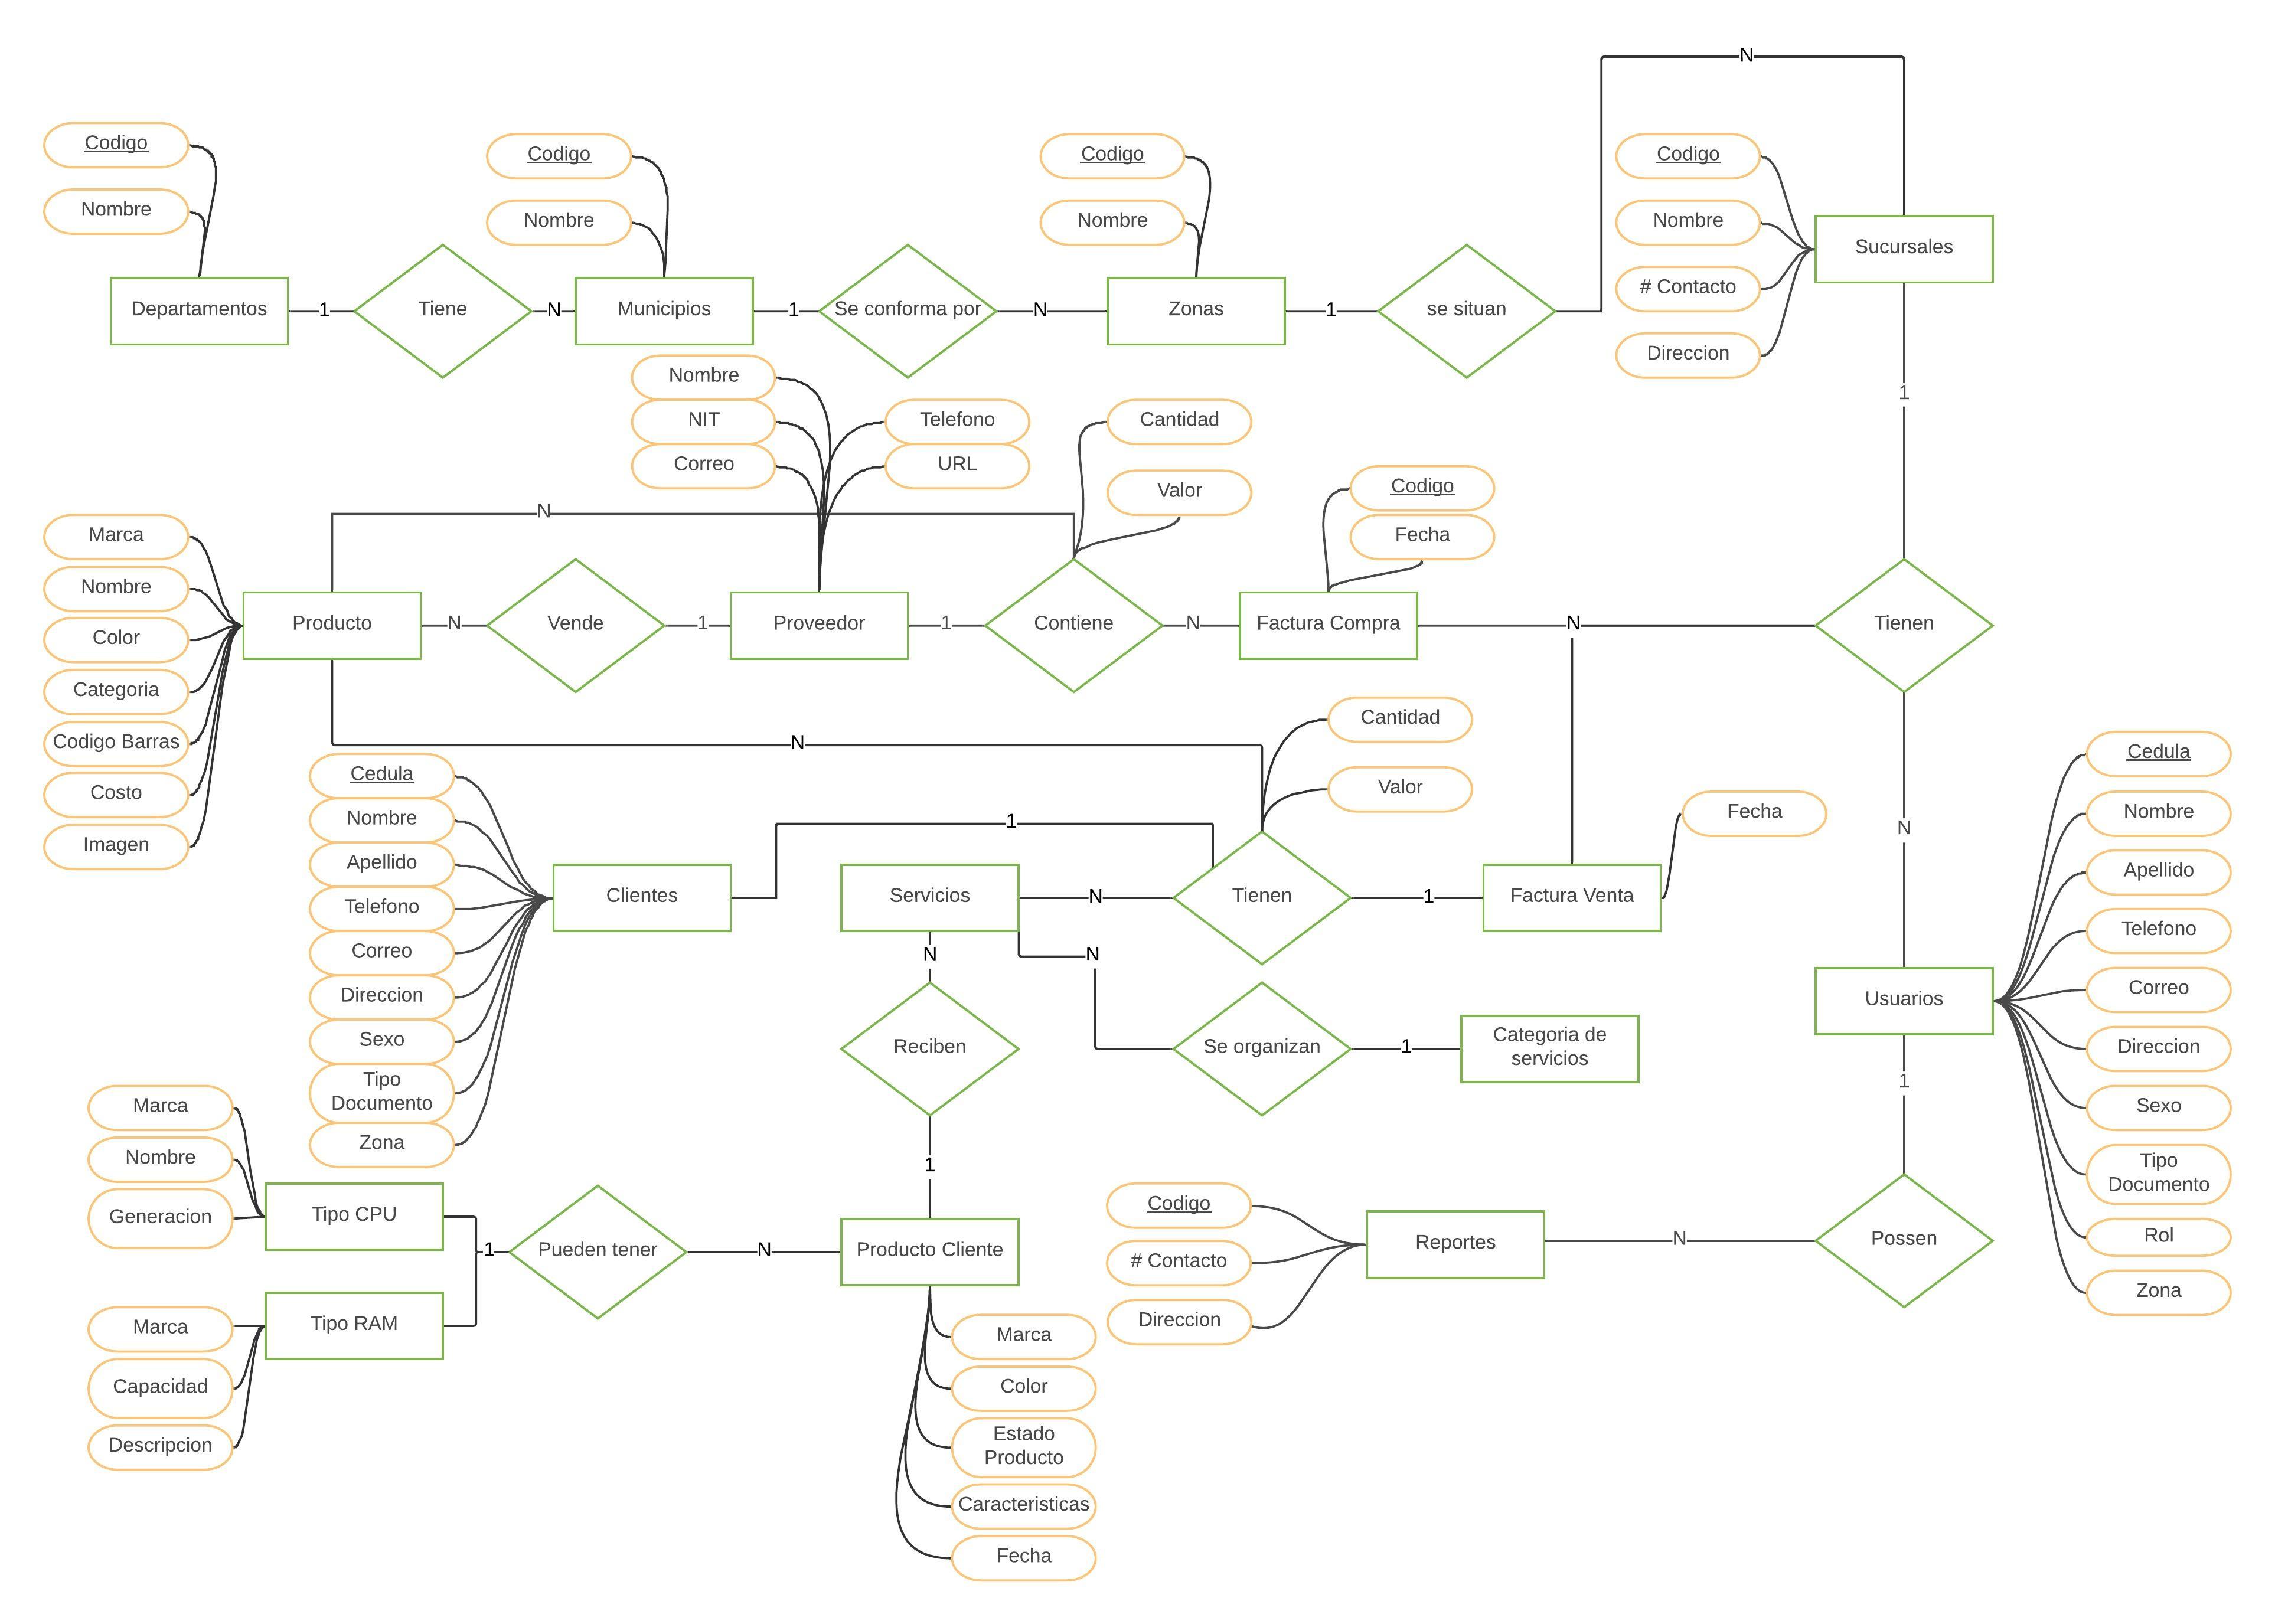 N
Codigo
Nombre
Codigo
Nombre
Codigo
Nombre
Codigo
Nombre
# Contacto
Direccion
Sucursales
Departamentos
1
Tiene
N
Municipios
1
Se conforma por
N
Zonas
1
se situan
1
Nombre
NIT
Correo
Telefono
URL
Cantidad
Valor
Codigo
Fecha
N
Marca
Nombre
Color
Categoria
Codigo Barras
Costo
Imagen
Producto
N
Vende
1
Proveedor
1
Contiene
N
Factura Compra
N
Tienen
N
Cantidad
Valor
Fecha
1
N
Cedula
Nombre
Apellido
Telefono
Correo
Direccion
Sexo
Tipo
Documento
Zona
Clientes
Servicios
N
Tienen
1
Factura Venta
N
N
Reciben
Se organizan
1
Categoria de
servicios
Usuarios
1
Cedula
Nombre
Apellido
Telefono
Correo
Direccion
Sexo
Tipo
Documento
Rol
Zona
1
Marca
Nombre
Generacion
Tipo CPU
1
Pueden tener
N
Producto Cliente
Codigo
# Contacto
Direccion
Reportes
N
Possen
Marca
Capacidad
Descripcion
Tipo RAM
Marca
Color
Estado
Producto
Caracteristicas
Fecha